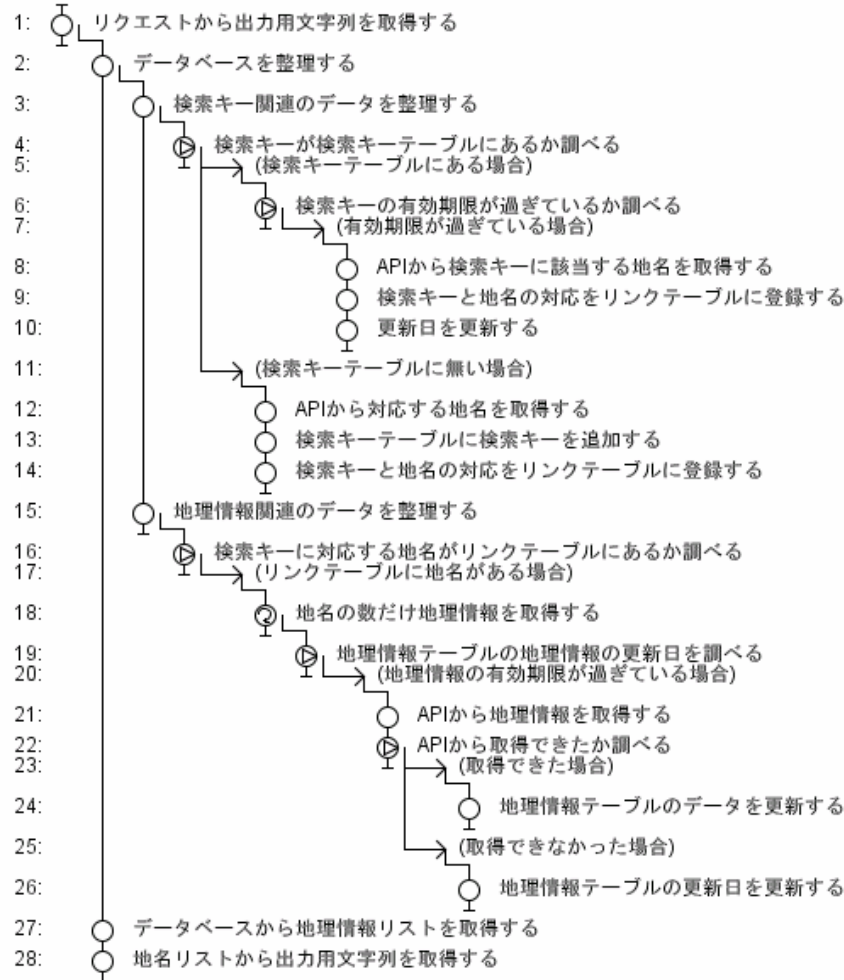 1: リクエストから出力用文字列を取得する
2: データベースを整理する
3: 検索キー関連のデータを整理する
4: 検索キーが検索キーテーブルにあるか調べる
5: (検索キーテーブルにある場合)
6: 検索キーの有効期限が過ぎているか調べる
7: (有効期限が過ぎている場合)
8: APIから検索キーに該当する地名を取得する
9: 検索キーと地名の対応をリンクテーブルに登録する
10: 更新日を更新する
11: (検索キーテーブルに無い場合)
12: APIから対応する地名を取得する
13: 検索キーテーブルに検索キーを追加する
14: 検索キーと地名の対応をリンクテーブルに登録する
15: 地理情報関連のデータを整理する
16: 検索キーに対応する地名がリンクテーブルにあるか調べる
17: (リンクテーブルに地名がある場合)
18: 地名の数だけ地理情報を取得する
19: 地理情報テーブルの地理情報の更新日を調べる
20: (地理情報の有効期限が過ぎている場合)
21: APIから地理情報を取得する
22: APIから取得できたか調べる
23: (取得できた場合)
24: 地理情報テーブルのデータを更新する
25: (取得できなかった場合)
26: 地理情報テーブルの更新日を更新する
27: データベースから地理情報リストを取得する
28: 地名リストから出力用文字列を取得する